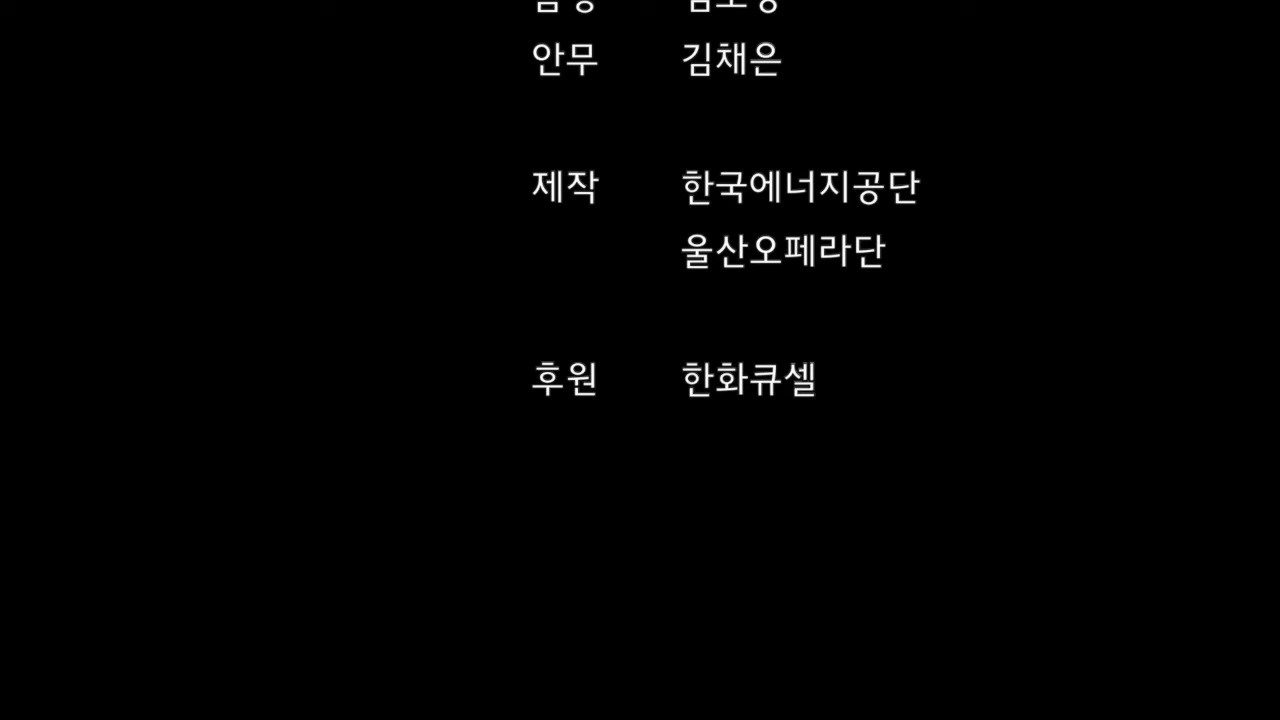 안무 김채은
제작 한국에너지공단
울산오페라단
후원 한화큐셀